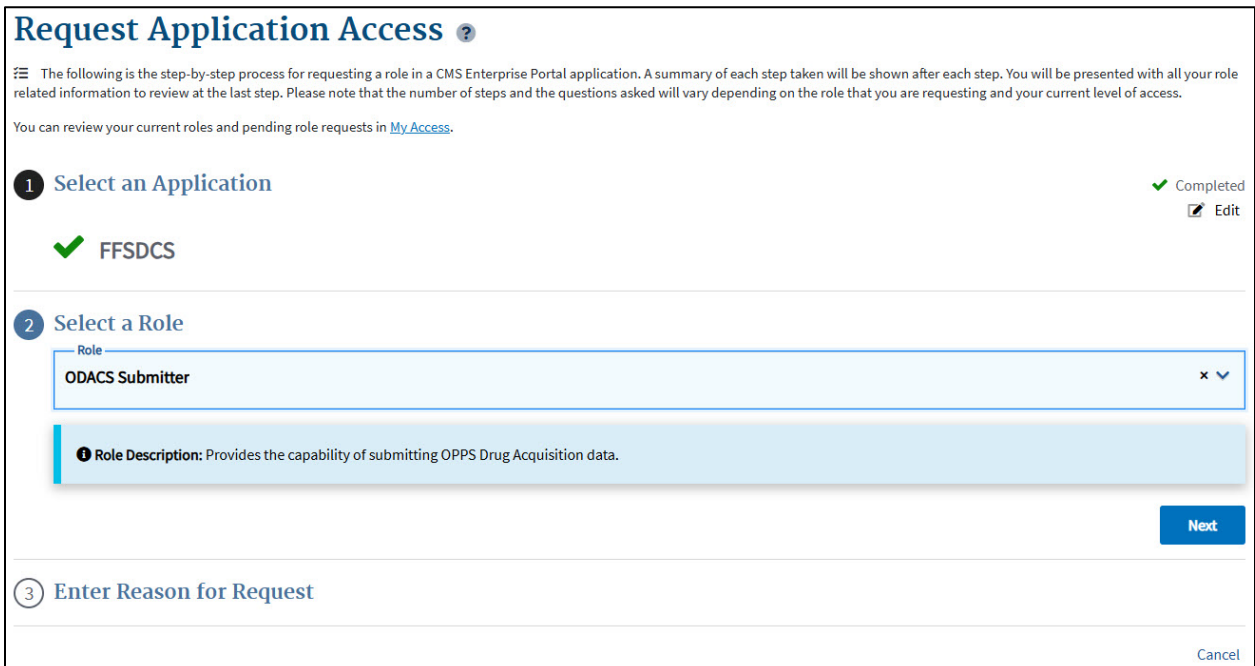 Request Application Access ?
The following is the step-by-step process for requesting a role in a CMS Enterprise Portal application. A summary of each step taken will be shown after each step. You will be presented with all your role
related information to review at the last step. Please note that the number of steps and the questions asked will vary depending on the role that you are requesting and your current level of access.
You can review your current roles and pending role requests in My Access.
1 Select an Application
Completed
Edit
FFSDCS
2 Select a Role
Role
ODACS Submitter
Role Description: Provides the capability of submitting OPPS Drug Acquisition data.
Next
3 Enter Reason for Request
Cancel